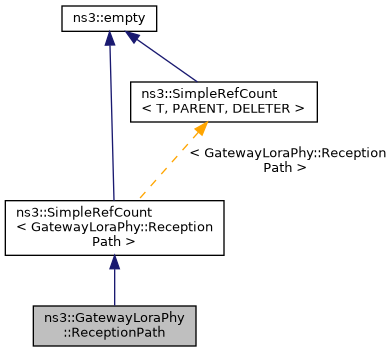 ns3::empty
ns3::SimpleRefCount
< T, PARENT, DELETER >
< GatewayLoraPhy::Reception
Path >
ns3::SimpleRefCount
< GatewayLoraPhy::Reception
Path >
ns3::GatewayLoraPhy
::ReceptionPath